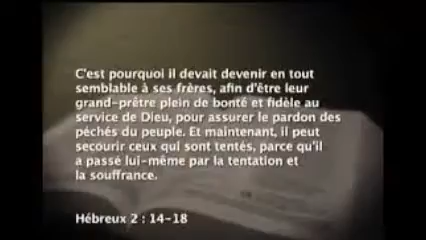 C'est pourquoi il devait devenir en tout
semblable à ses frères, afin d'être leur
grand-prêtre plein de bonté et fidèle au
service de Dieu, pour assurer le pardon des
péchés du peuple. Et maintenant, il peut
secourir ceux qui sont tentés, parce qu'il
a passé lui-même par la tentation et
la souffrance.
Hébreux 2 : 14-18